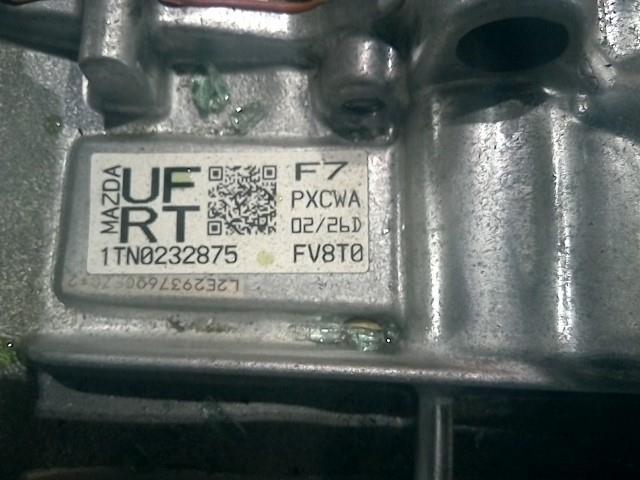 MAZDA
UF
RT
F7
PXCWA
02/26D
1TN0232875
FV8T0